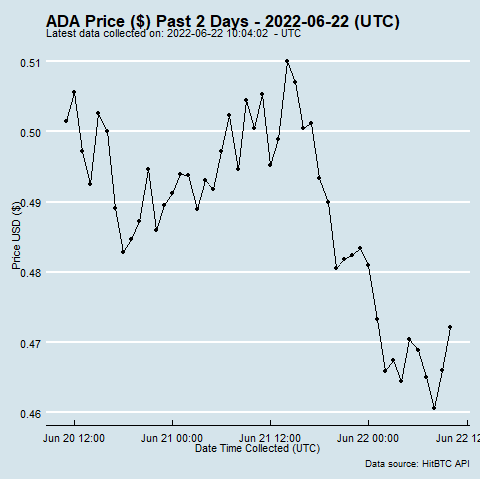 ADA Price ($) Past 2 Days - 2022-06-22 (UTC)
Latest data collected on: 2022-06-22 10:04:02 - UTC
0.51
0.50
0.49
0.48
0.47
0.46
Price USD ($)
Jun 20 12:00 Jun 21 00:00 Jun 21 12:00 Jun 22 00:00 Jun 22 12
Date Time Collected (UTC)
Data source: HitBTC API